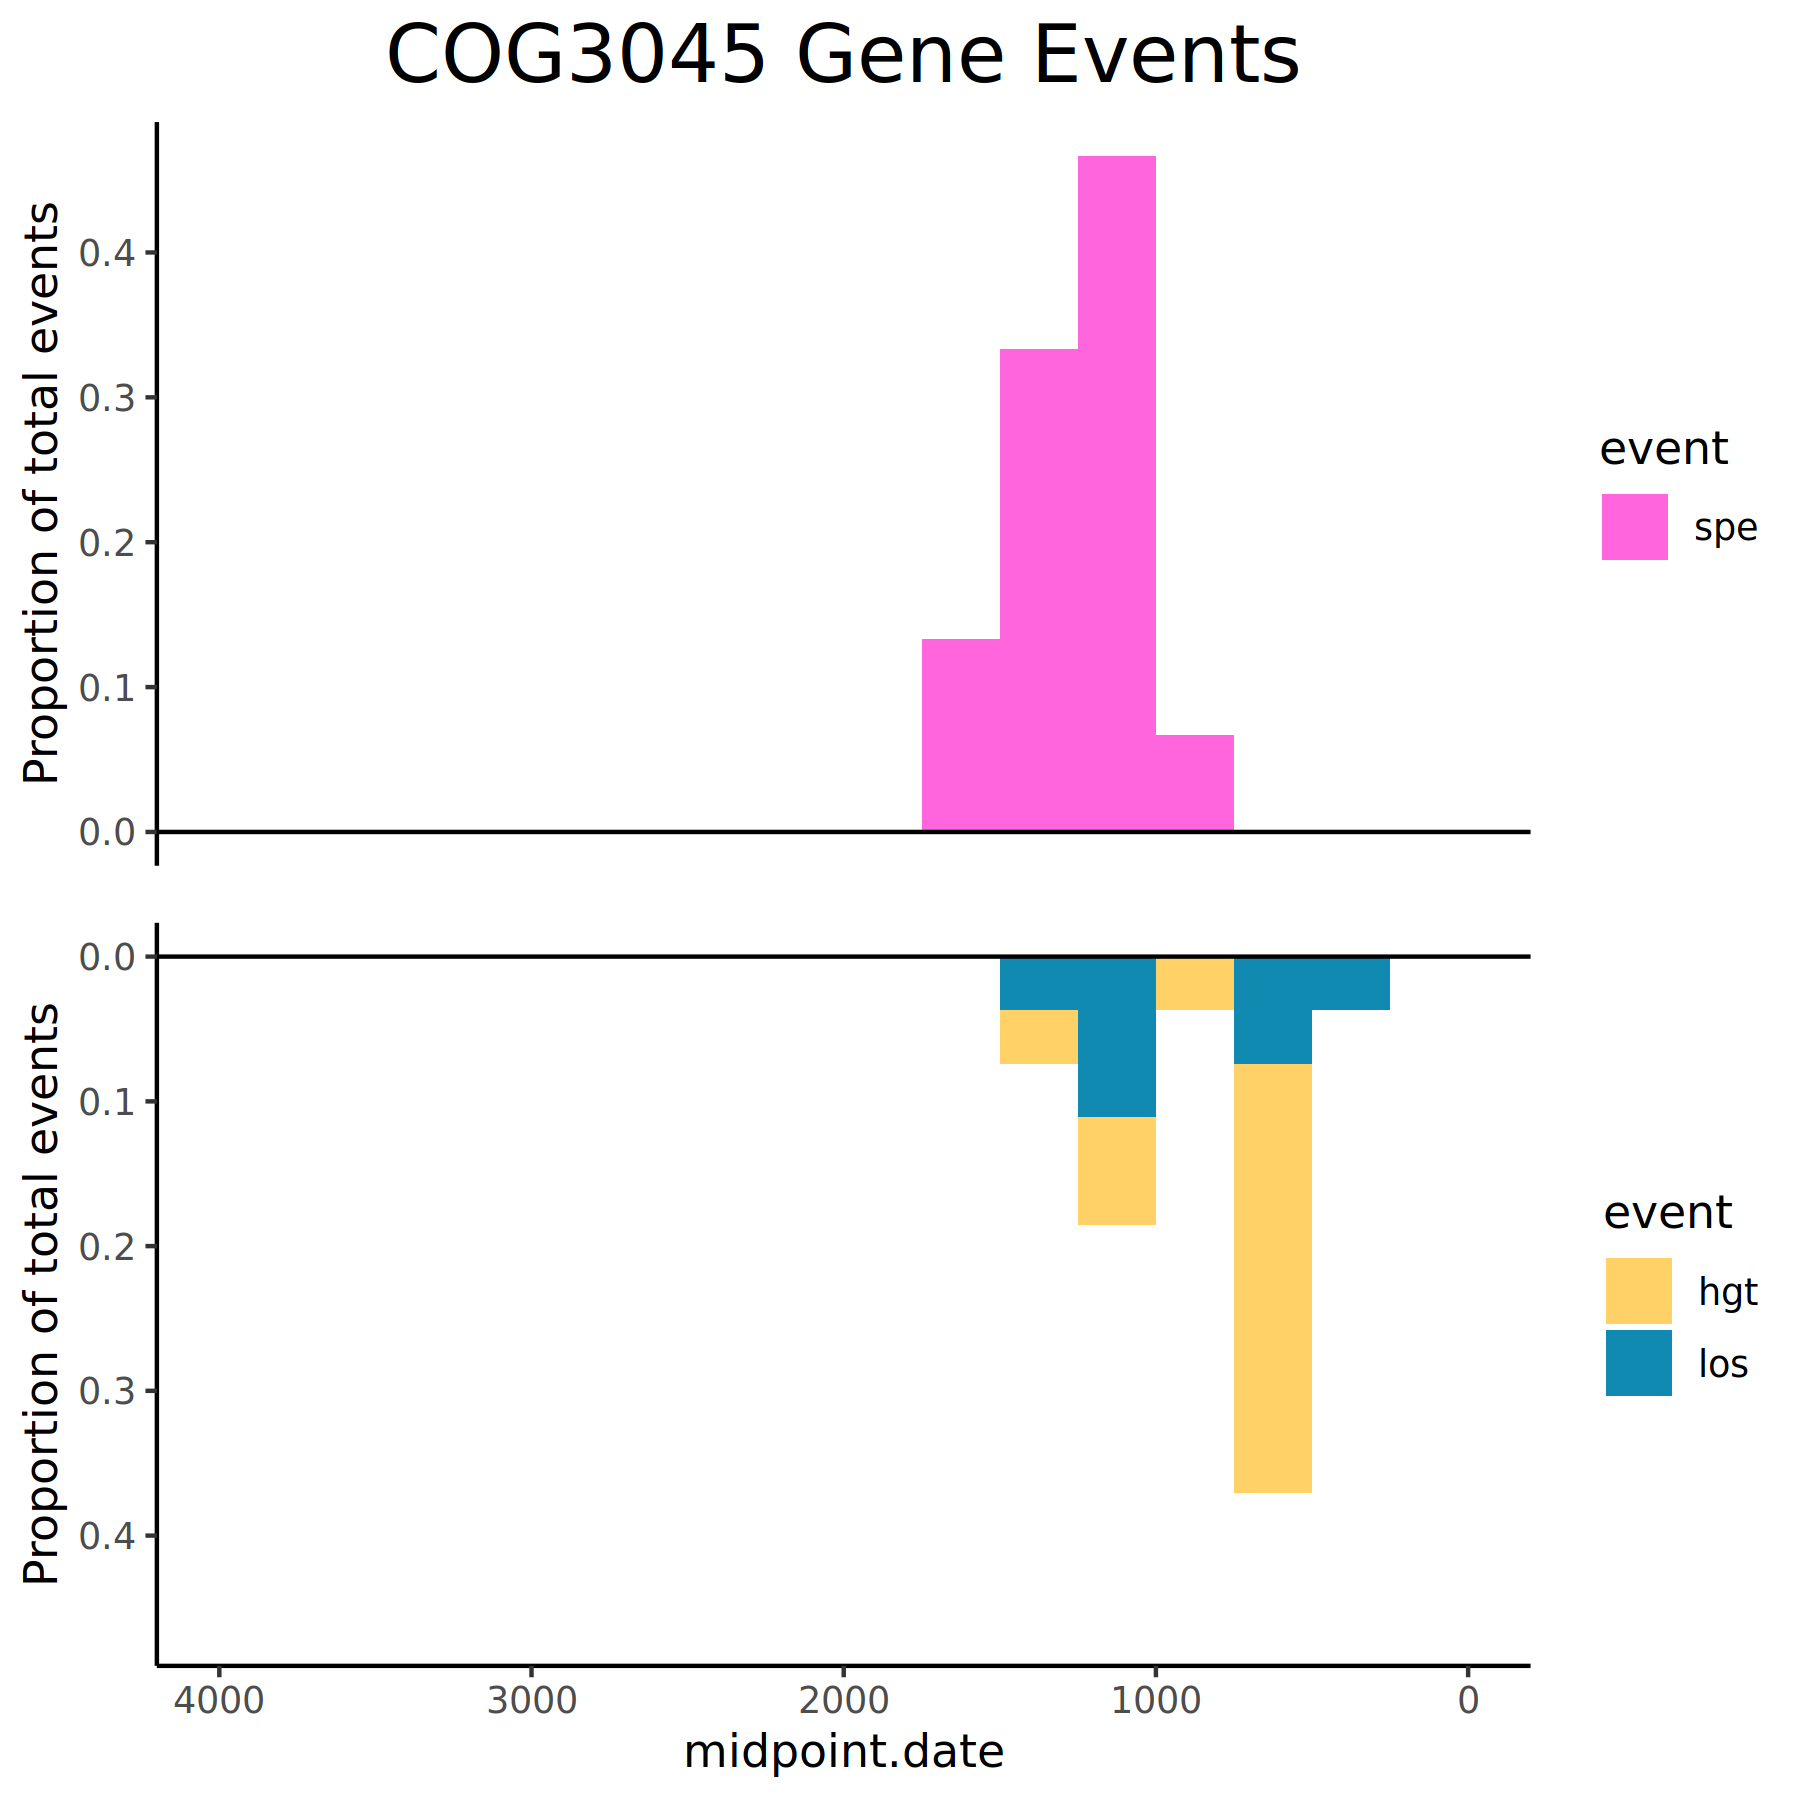 COG3045 Gene Events
Proportion of total events
0.4
0.3
0.2
0.1
0.0
event
spe
Proportion of total events
0.0
0.1
0.2
0.3
0.4
event
hgt
los
4000 3000 2000 1000 0
midpoint.date